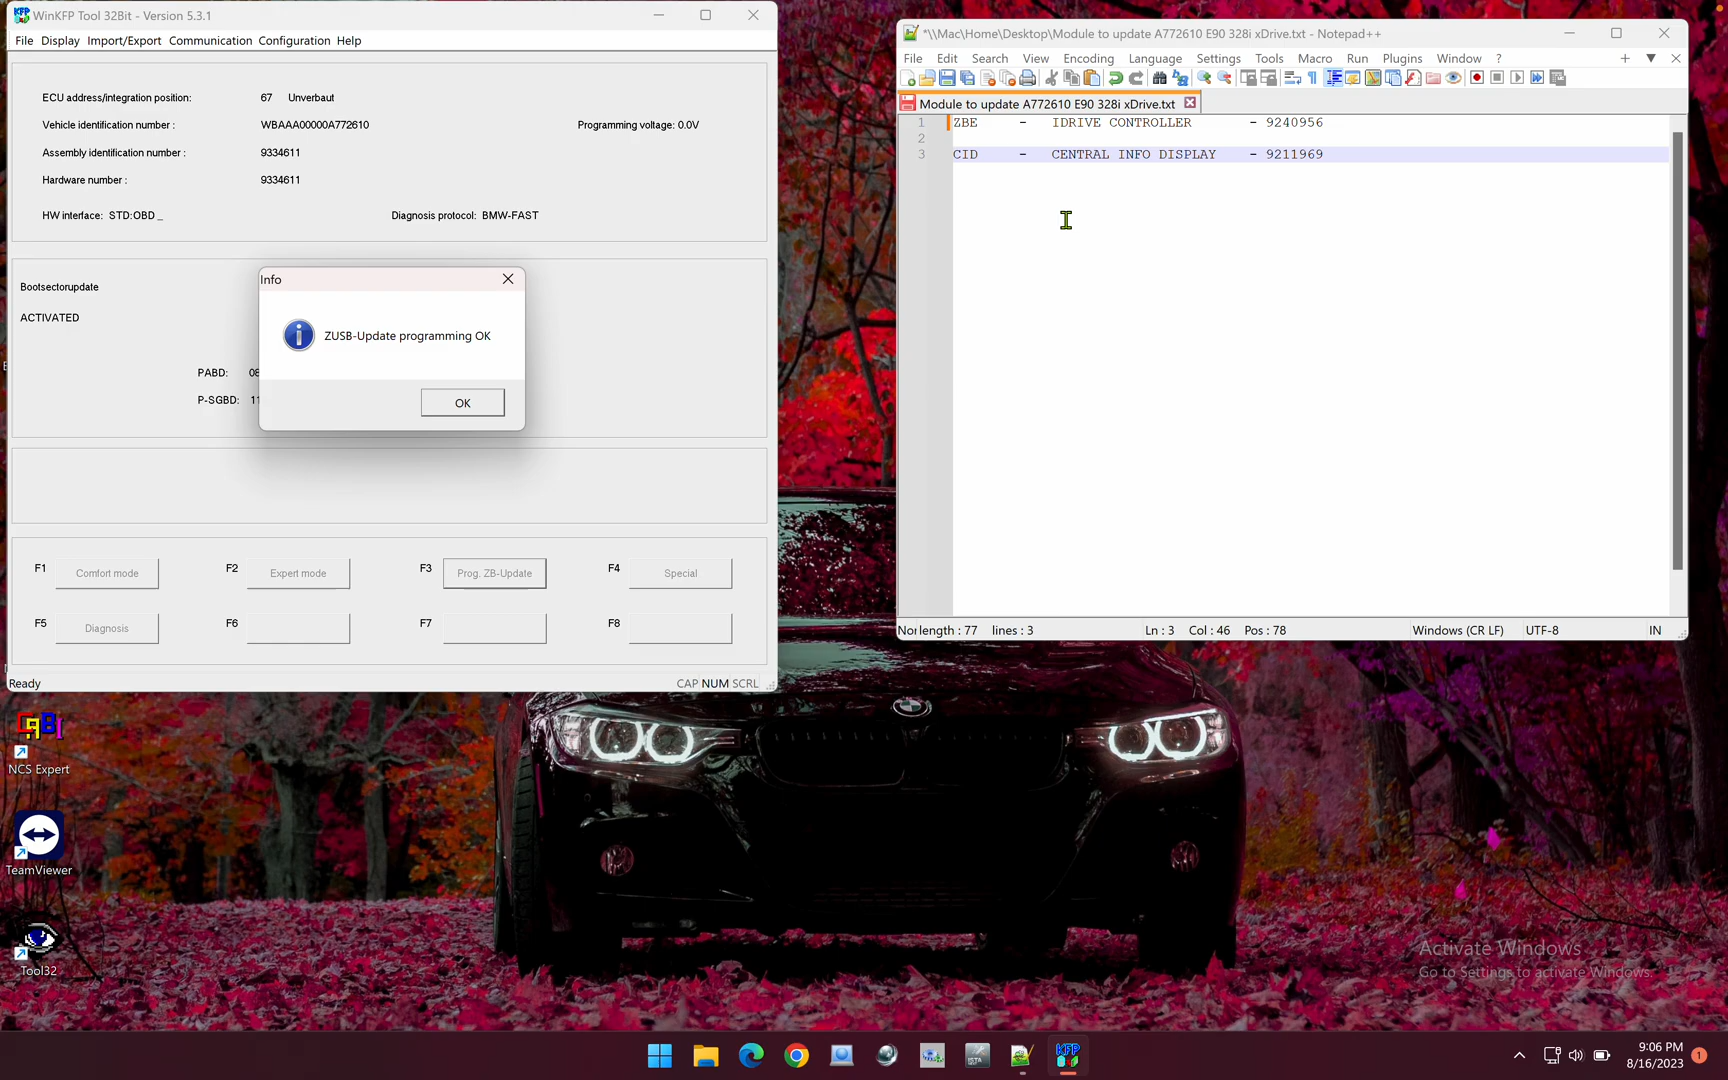 WinKFP Tool 32Bit - Version 5.3.1
File Display Import/Export Communication Configuration Help
ECU address/integration position: 67 Unverbaut
Vehicle identification number : WBAAA00000A772610 Programming voltage: 0.0V
Assembly identification number : 9334611
Hardware number : 9334611
HW interface: STD:OBD _ Diagnosis protocol: BMW-FAST
Bootsectorupdate
ACTIVATED
PABD: 08
P-SGBD: 11
Info
ZUSB-Update programming OK
OK
F1 Comfort mode F2 Expert mode F3 Prog. ZB-Update F4 Special
F5 Diagnosis F6 F7 F8
Ready CAP NUM SCRL
*\\Mac\Home\Desktop\Module to update A772610 E90 328i xDrive.txt - Notepad++
File Edit Search View Encoding Language Settings Tools Macro Run Plugins Window ?
Module to update A772610 E90 328i xDrive.txt
1 ZBE - IDRIVE CONTROLLER - 9240956
2
3 CID - CENTRAL INFO DISPLAY - 9211969
Nor length : 77 lines : 3 Ln : 3 Col : 46 Pos : 78 Windows (CR LF) UTF-8 IN
NCS Expert
TeamViewer
Tool32
Activate Windows
Go to Settings to activate Windows.
KFP
9:06 PM
8/16/2023
1